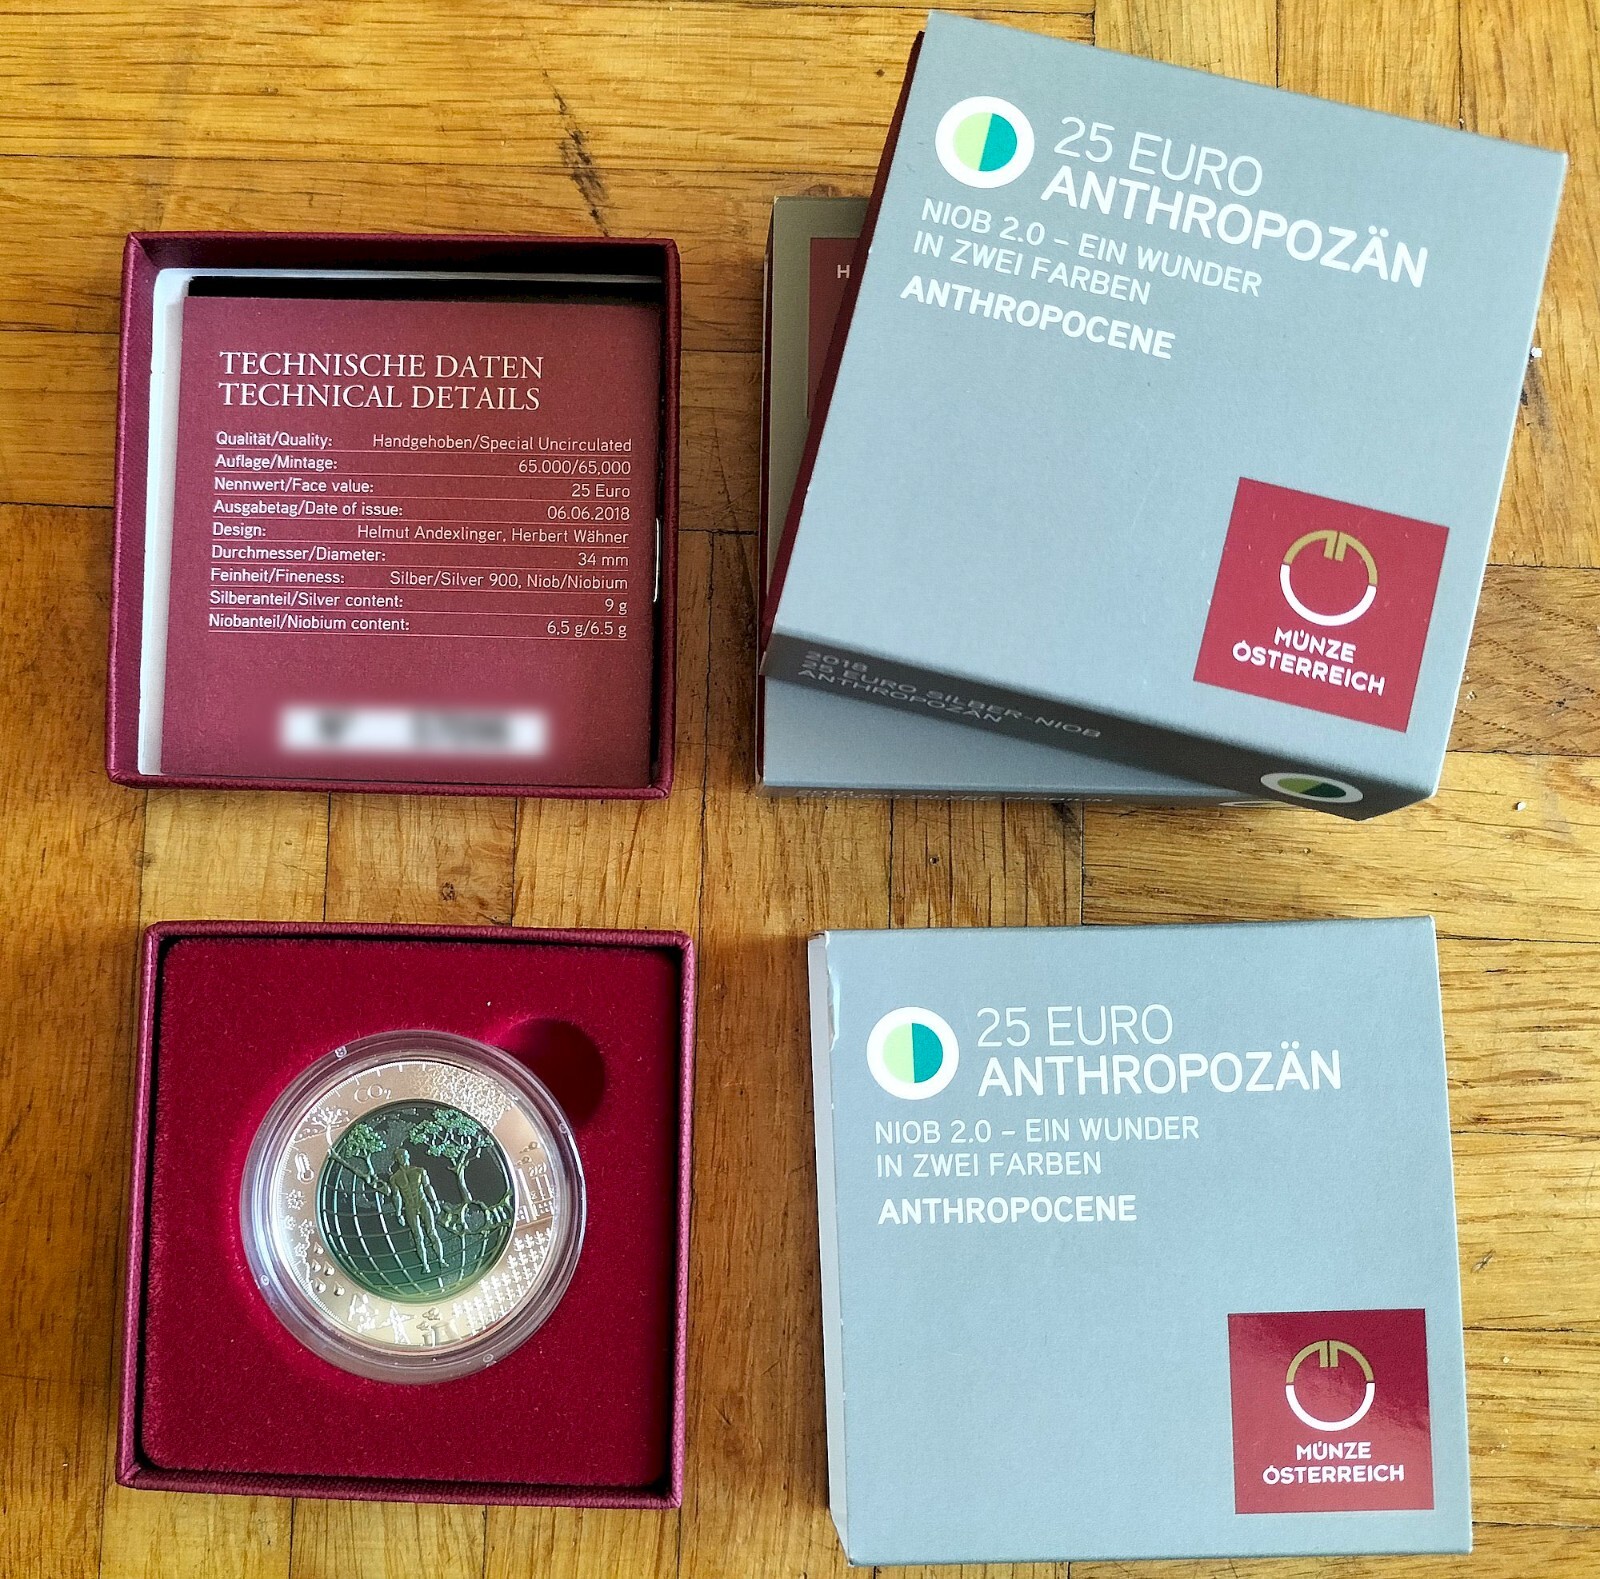 TECHNISCHE DATEN
TECHNICAL DETAILS
Qualität/Quality: Handgehoben/Special Uncirculated
Auflage/Mintage: 65.000/65,000
Nennwert/Face value: 25 Euro
Ausgabetag/Date of issue: 06.06.2018
Design: Helmut Andexlinger, Herbert Wähner
Durchmesser/Diameter: 34 mm
Feinheit/Fineness: Silber/Silver 900, Niob/Niobium
Silberanteil/Silver content: 9 g
Niobanteil/Niobium content: 6,5 g/6.5 g
H
25 EURO
ANTHROPOZÄN
NIOB 2.0 – EIN WUNDER
IN ZWEI FARBEN
ANTHROPOCENE
MÜNZE
ÖSTERREICH
2018
25 EURO SILBER-NIOB
ANTHROPOZÄN
CO₂
25 EURO
ANTHROPOZÄN
NIOB 2.0 – EIN WUNDER
IN ZWEI FARBEN
ANTHROPOCENE
MÜNZE
ÖSTERREICH